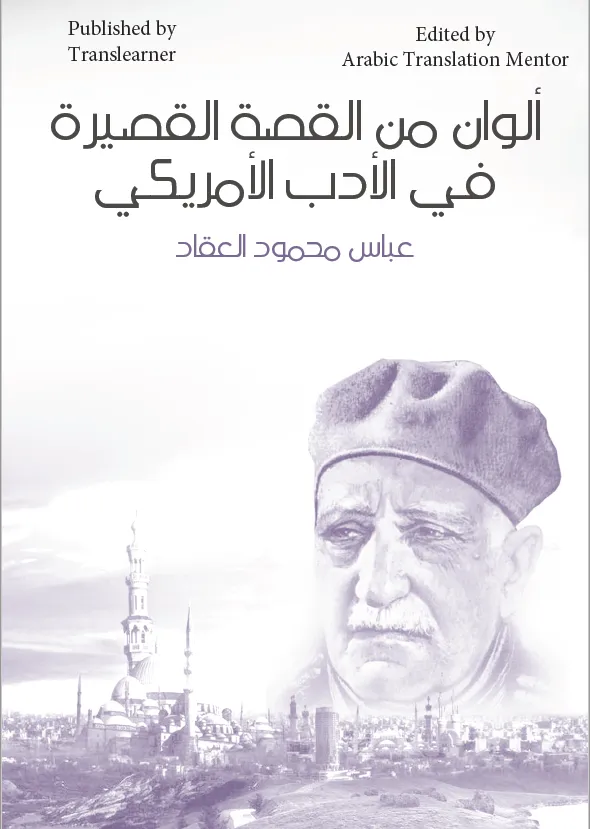 Published by
Translearner
Edited by
Arabic Translation Mentor
ألوان من القصة القصيرة
في الأدب الأمريكي
عباس محمود العقاد